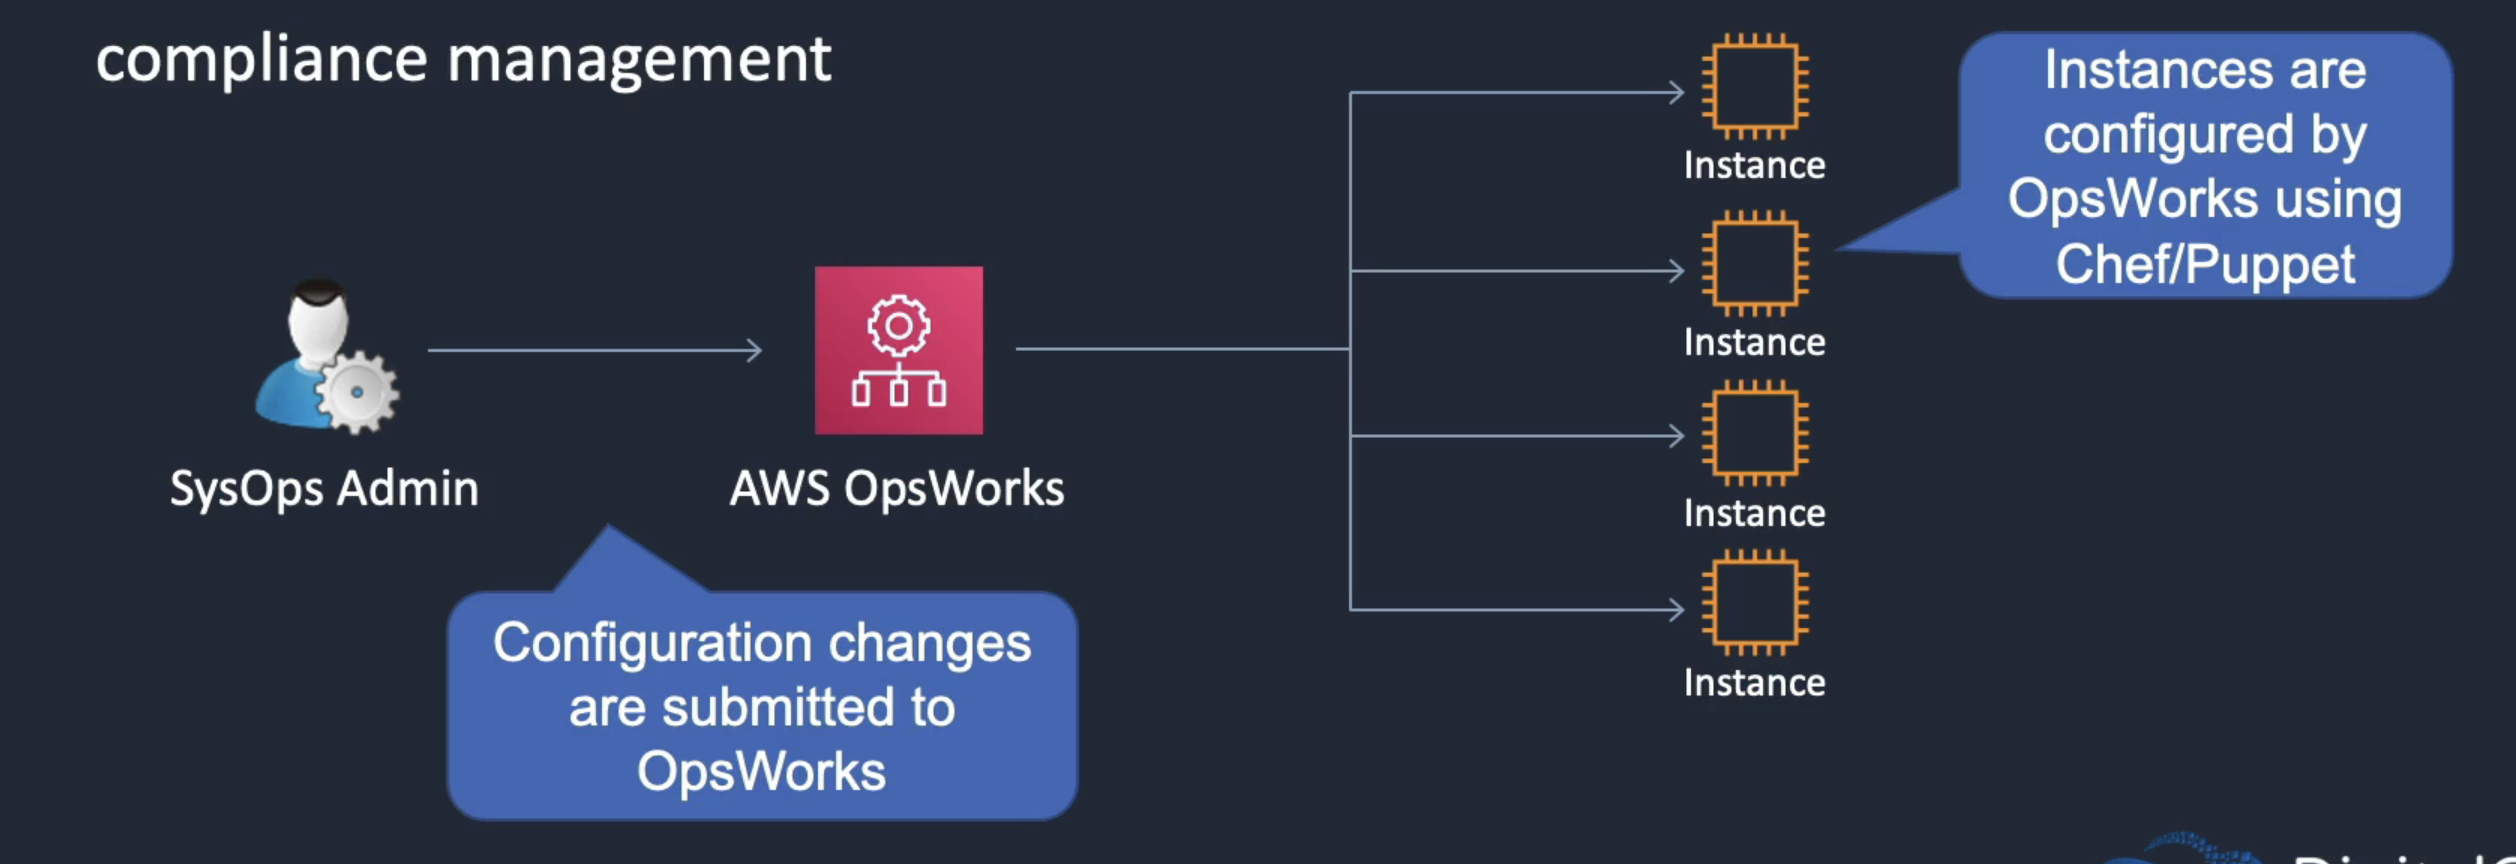 compliance management
Instance
Instances are
configured by
OpsWorks using
Chef/Puppet
Instance
SysOps Admin
AWS OpsWorks
Instance
Configuration changes
are submitted to
OpsWorks
Instance